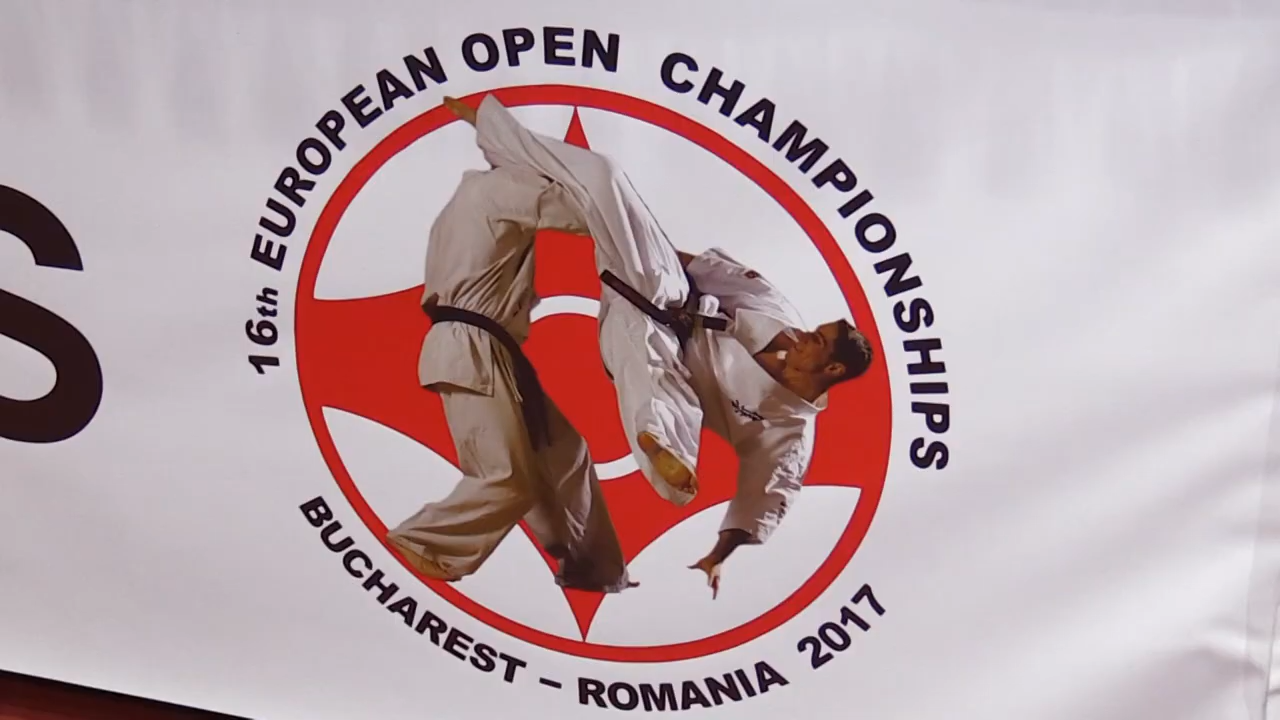 S
16th EUROPEAN OPEN CHAMPIONSHIPS
BUCHAREST – ROMANIA 2017